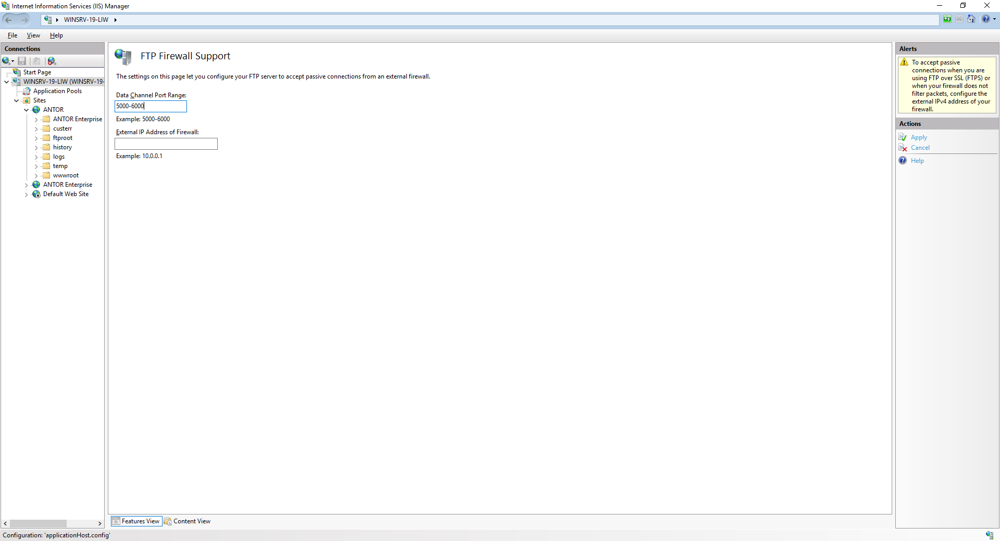 Internet Information Services (IIS) Manager
WINSRV-19-LIW
File View Help
Connections
Start Page
WINSRV-19-LIW (WINSRV-19-
Application Pools
Sites
ANTOR
ANTOR Enterprise
custerr
ftproot
history
logs
temp
wwwroot
ANTOR Enterprise
Default Web Site
FTP Firewall Support
The settings on this page let you configure your FTP server to accept passive connections from an external firewall.
Data Channel Port Range:
5000-6000
Example: 5000-6000
External IP Address of Firewall:
Example: 10.0.0.1
Features View Content View
Alerts
To accept passive
connections when you are
using FTP over SSL (FTPS) or
when your firewall does not
filter packets, configure the
external IPv4 address of your
firewall.
Actions
Apply
Cancel
Help
Configuration: 'applicationHost.config'